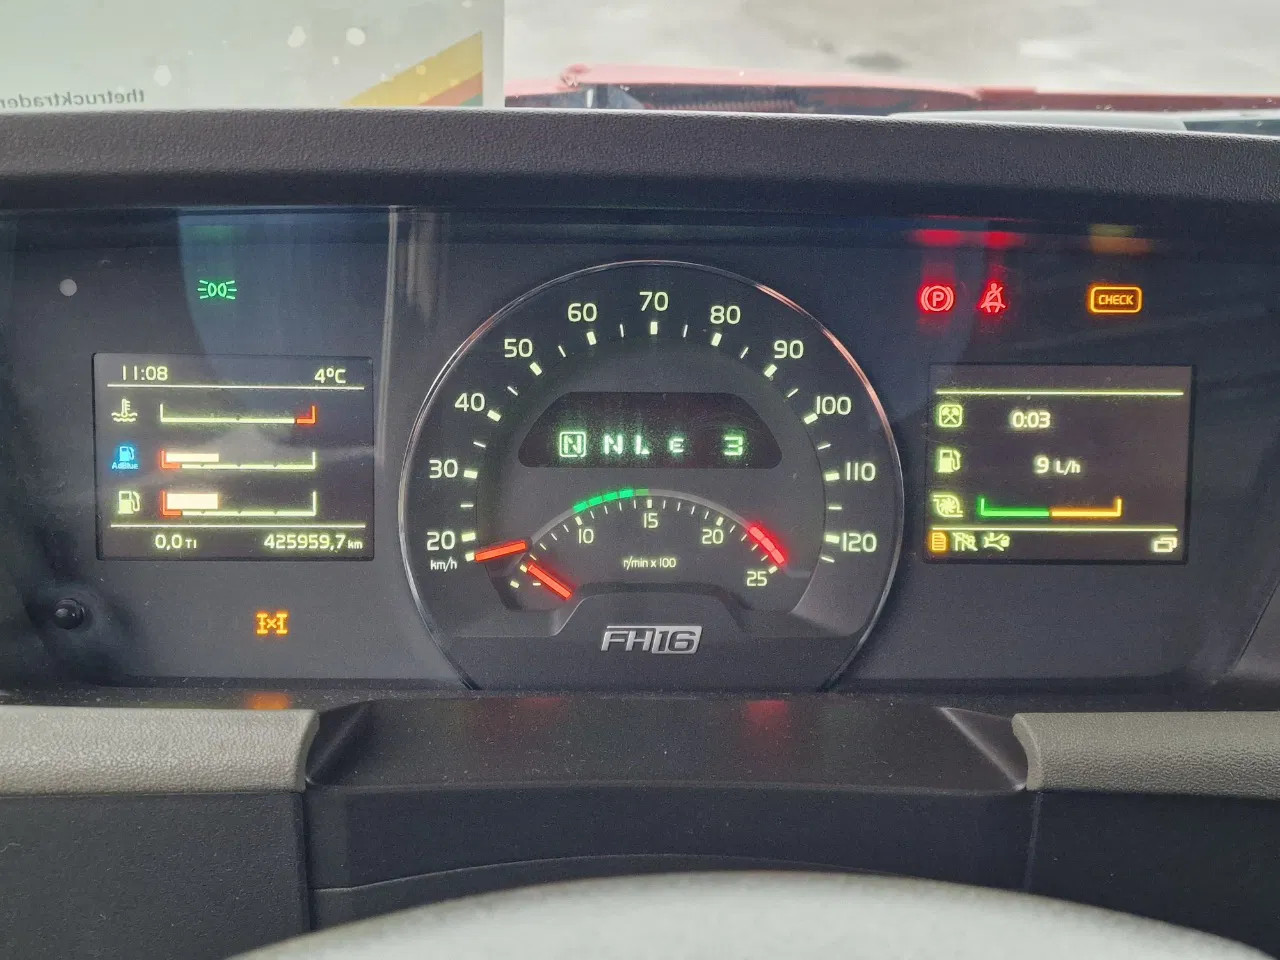 thetrucktrader
11:08 4°C
AdBlue
0,0 T1 425959,7 km
20 30 40 50 60 70 80 90 100 110 120
km/h
N N L E 3
10 15 20 25
r/min x 100
FH16
P
CHECK
0:03
9 L/h